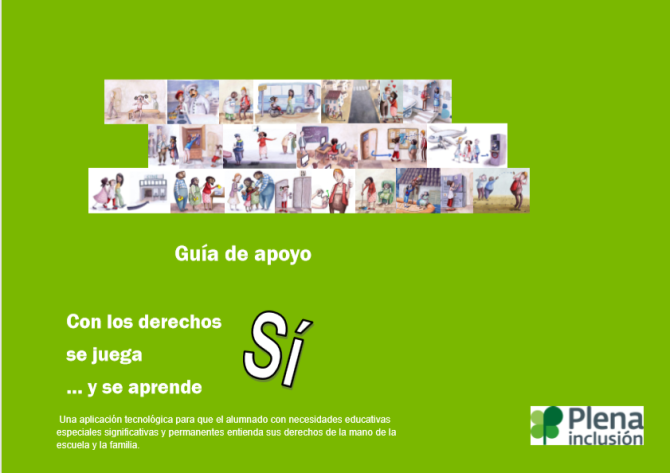 Guía de apoyo
Con los derechos
Sí
se juega
... y se aprende
Una aplicación tecnológica para que el alumnado con necesidades educativas
especiales significativas y permanentes entienda sus derechos de la mano de la
escuela y la familia.
Plena
inclusión